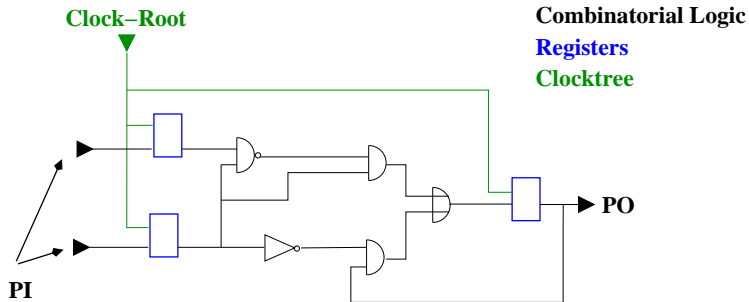 Clock−Root
Combinatorial Logic
Registers
Clocktree
PO
PI